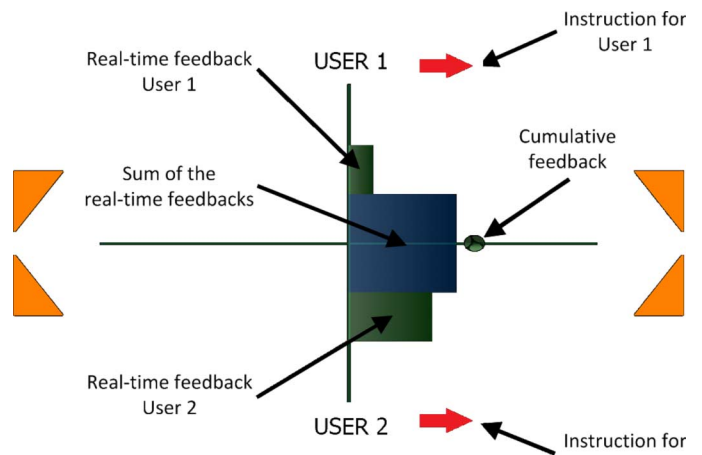 Instruction for
User 1
Real-time feedback
User 1
USER 1
Cumulative
feedback
Sum of the
real-time feedbacks
Real-time feedback
User 2
USER 2
Instruction for